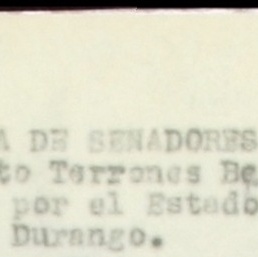 A DE SENADORES
to Terrones Be
por el Estado
Durango.